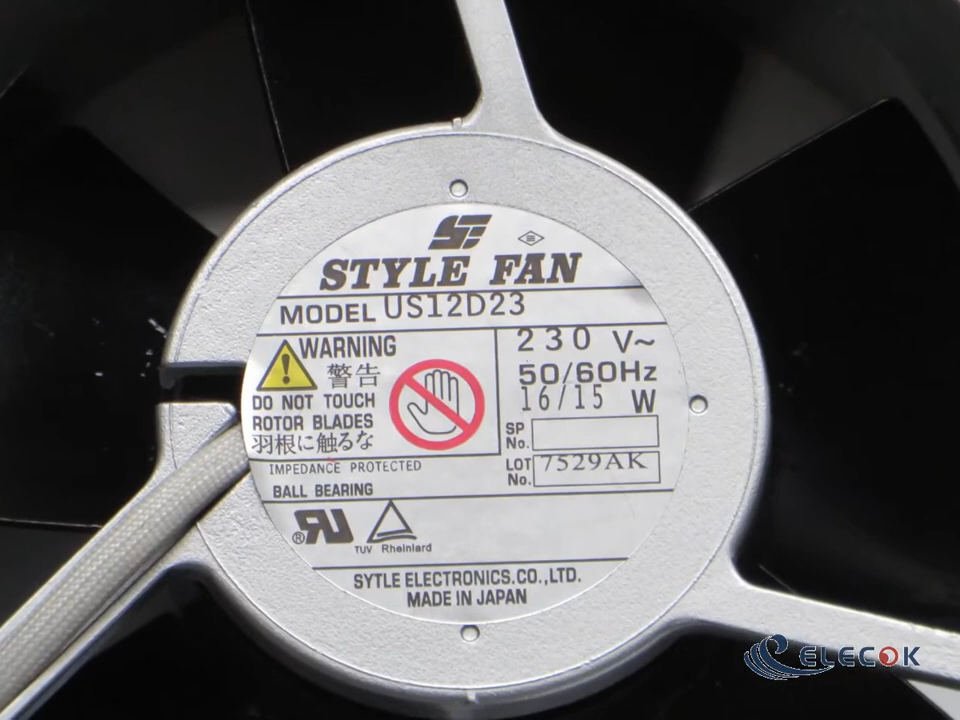 STYLE FAN
MODEL US12D23
WARNING
警告
DO NOT TOUCH
ROTOR BLADES
羽根に触るな
230 V~
50/60Hz
16/15 W
SP No.
LOT No. 7529AK
IMPEDANCE PROTECTED
BALL BEARING
®
TUV Rheinland
SYTLE ELECTRONICS.CO.,LTD.
MADE IN JAPAN
ELECOK